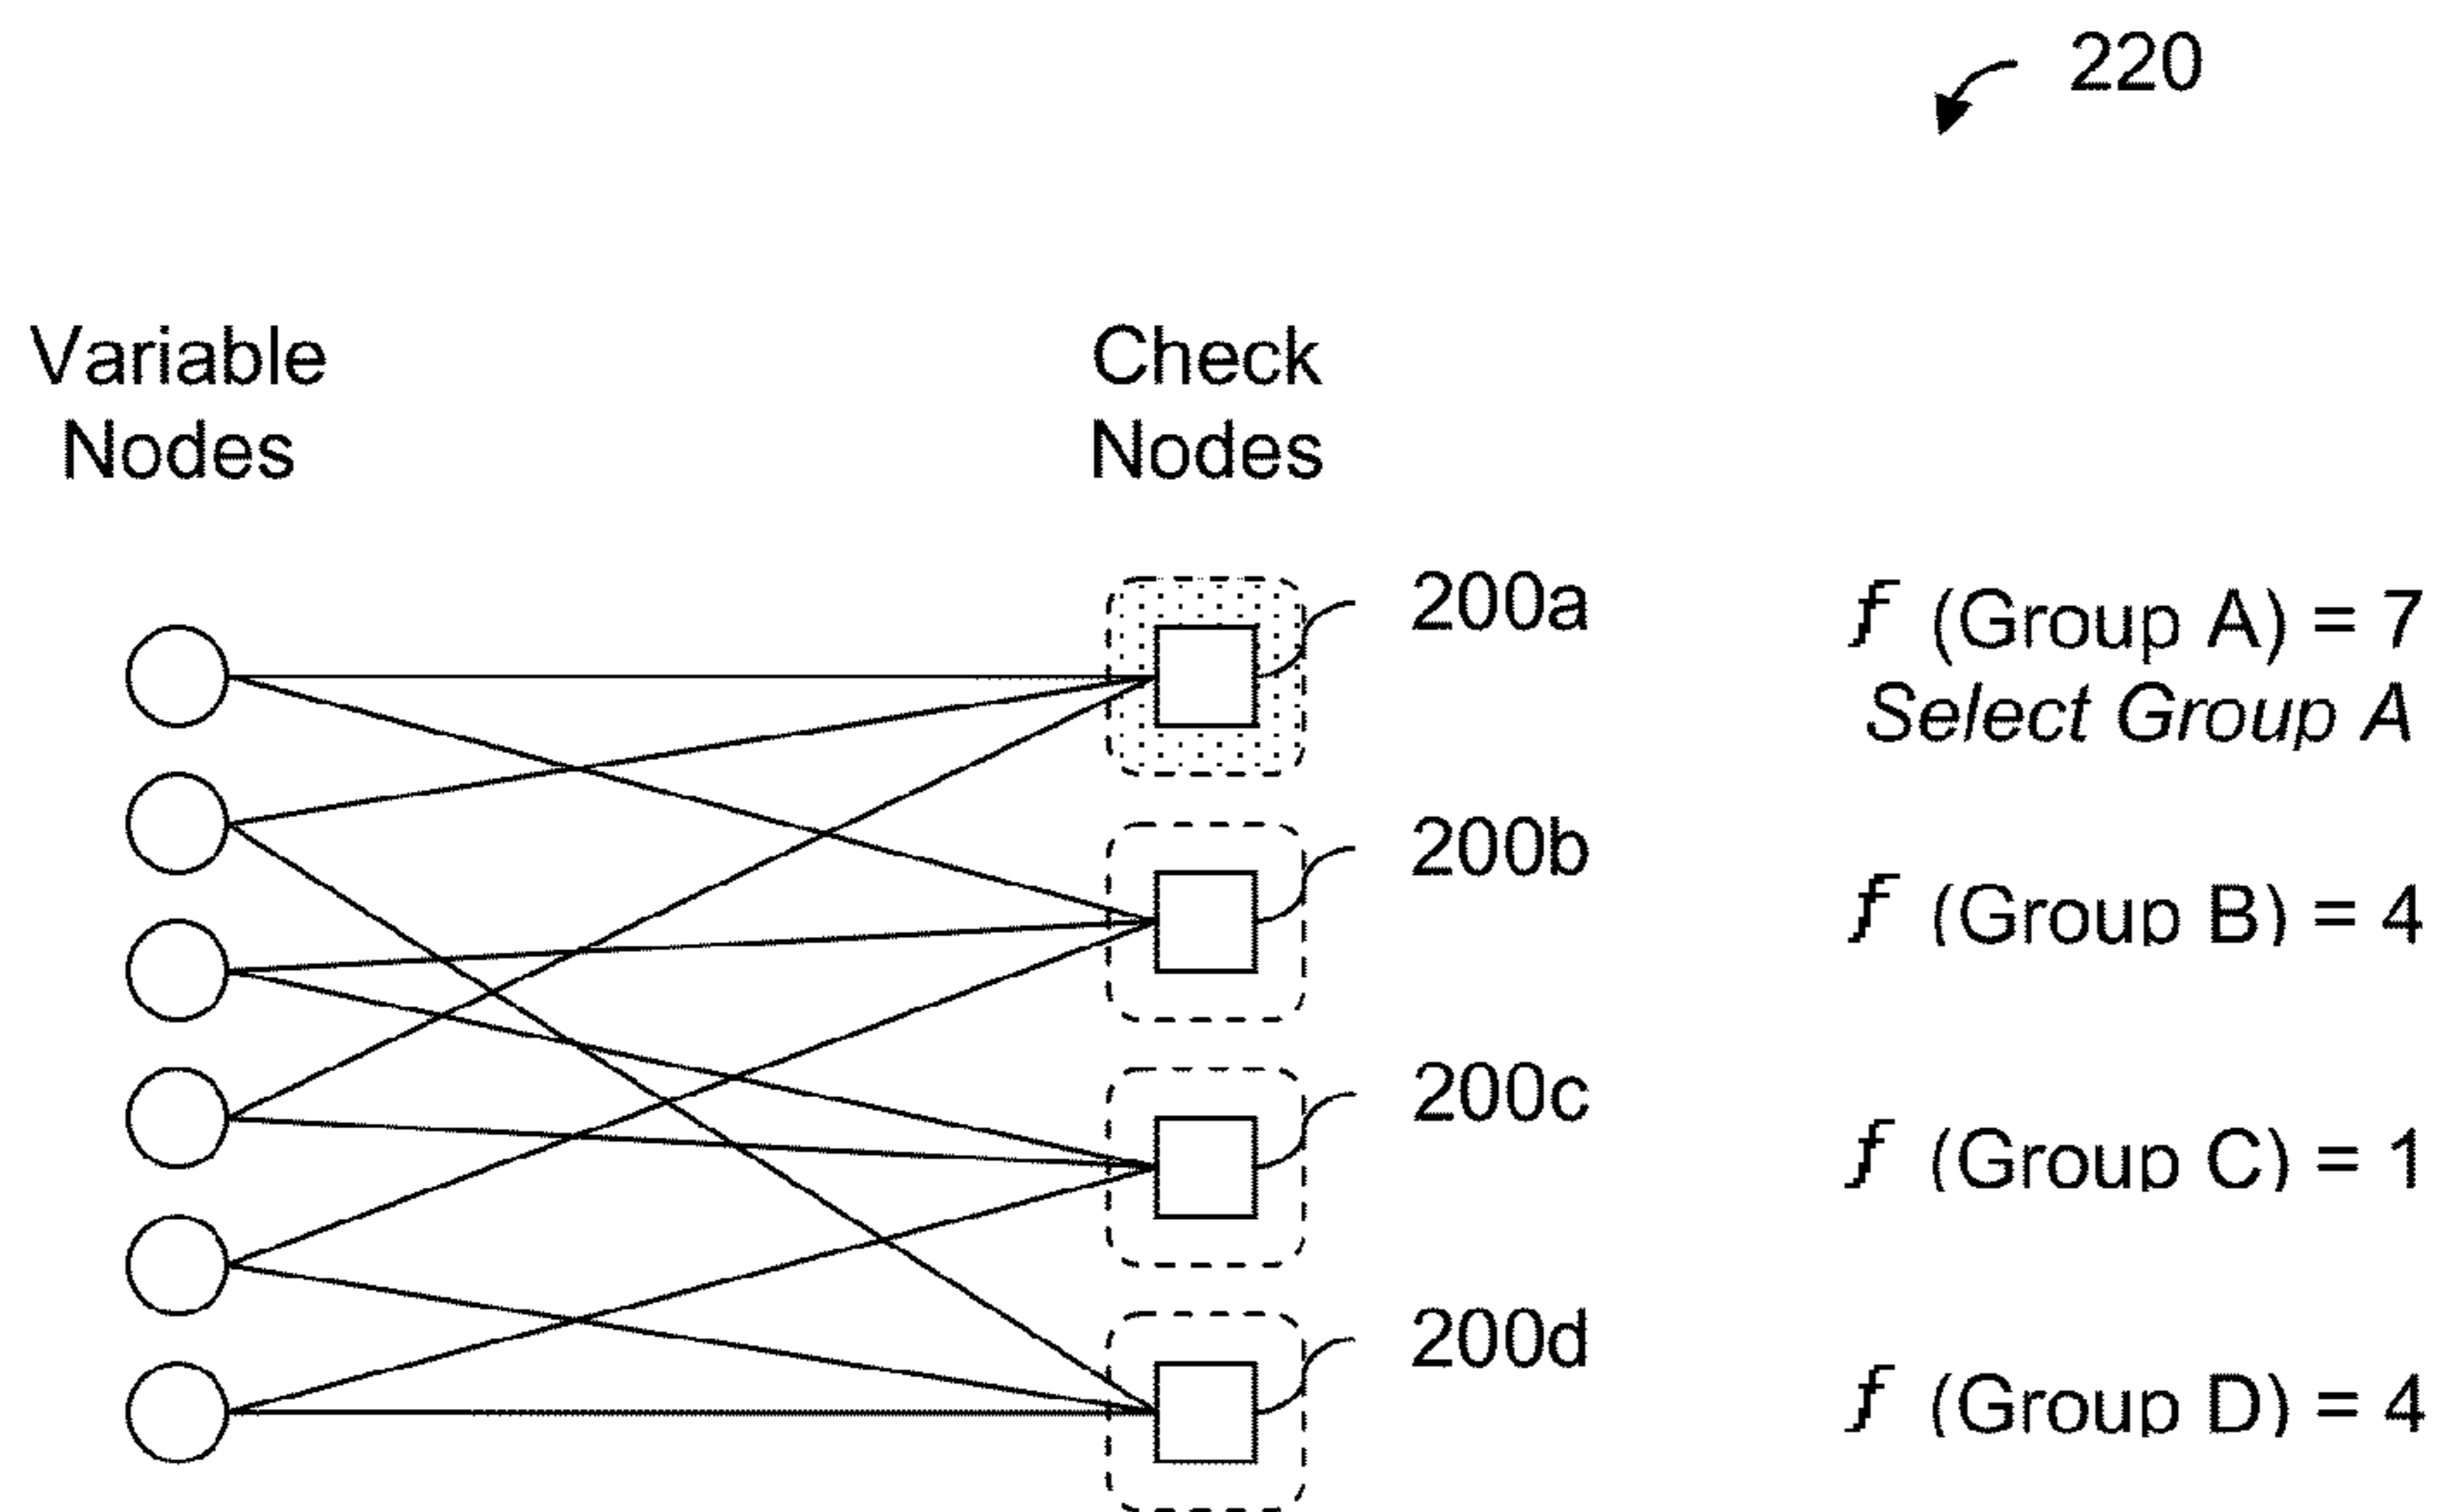 220
Variable
Nodes
Check
Nodes
200a
ƒ (Group A) = 7
Select Group A
200b
ƒ (Group B) = 4
200c
ƒ (Group C) = 1
200d
ƒ (Group D) = 4